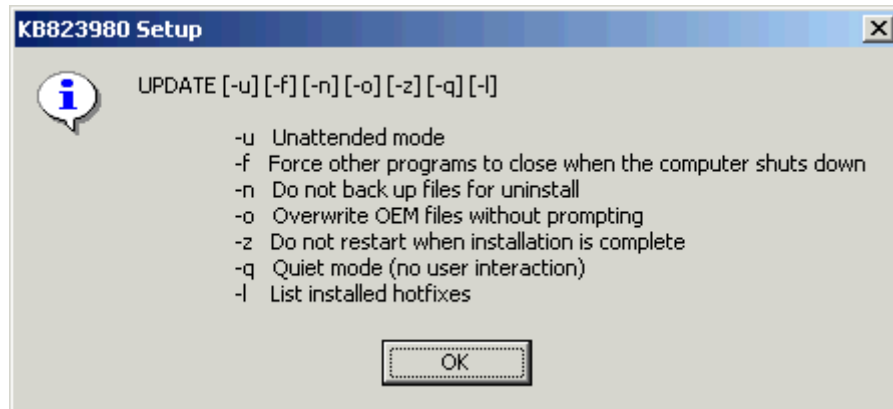 KB823980 Setup
UPDATE [-u] [-f] [-n] [-o] [-z] [-q] [-l]
-u Unattended mode
-f Force other programs to close when the computer shuts down
-n Do not back up files for uninstall
-o Overwrite OEM files without prompting
-z Do not restart when installation is complete
-q Quiet mode (no user interaction)
-l List installed hotfixes
OK